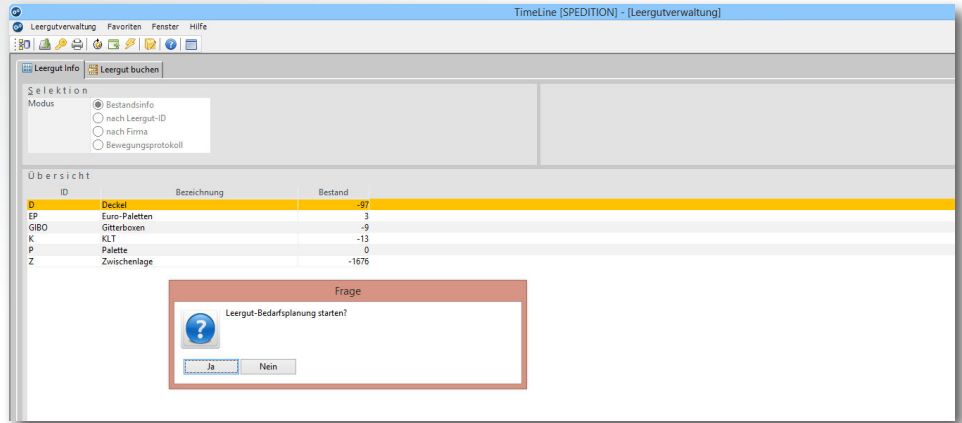 TimeLine [SPEDITION] - [Leergutverwaltung]
Leergutverwaltung Favoriten Fenster Hilfe
Leergut Info Leergut buchen
Selektion
Modus Bestandsinfo
nach Leergut-ID
nach Firma
Bewegungsprotokoll
Übersicht
ID Bezeichnung Bestand
D Deckel -97
EP Euro-Paletten 3
GIBO Gitterboxen -9
K KLT -13
P Palette 0
Z Zwischenlage -1676
Frage
Leergut-Bedarfsplanung starten?
Ja Nein